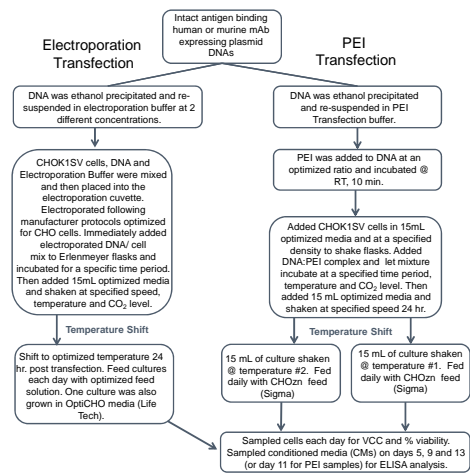 Intact antigen binding
human or murine mAb
expressing plasmid
DNAs
Electroporation
Transfection
PEI
Transfection
DNA was ethanol precipitated and re-
suspended in electroporation buffer at 2
different concentrations.
DNA was ethanol precipitated
and re-suspended in PEI
Transfection buffer.
CHOK1SV cells, DNA and
Electroporation Buffer were mixed
and then placed into the
electroporation cuvette.
Electroporated following
manufacturer protocols optimized
for CHO cells. Immediately added
electroporated DNA/ cell
mix to Erlenmeyer flasks and
incubated for a specific time period.
Then added 15mL optimized media
and shaken at specified speed,
temperature and CO₂ level.
PEI was added to DNA at an
optimized ratio and incubated @
RT, 10 min.
Added CHOK1SV cells in 15mL
optimized media and at a specified
density to shake flasks. Added
DNA:PEI complex and let mixture
incubate at a specified time period,
temperature and CO₂ level. Then
added 15 mL optimized media and
shaken at specified speed 24 hr.
Temperature Shift
Temperature Shift
Shift to optimized temperature 24
hr. post transfection. Feed cultures
each day with optimized feed
solution. One culture was also
grown in OptiCHO media (Life
Tech).
15 mL of culture shaken
@ temperature #2. Fed
daily with CHOzn feed
(Sigma)
15 mL of culture shaken
@ temperature #1. Fed
daily with CHOzn feed
(Sigma)
Sampled cells each day for VCC and % viability.
Sampled conditioned media (CMs) on days 5, 9 and 13
(or day 11 for PEI samples) for ELISA analysis.